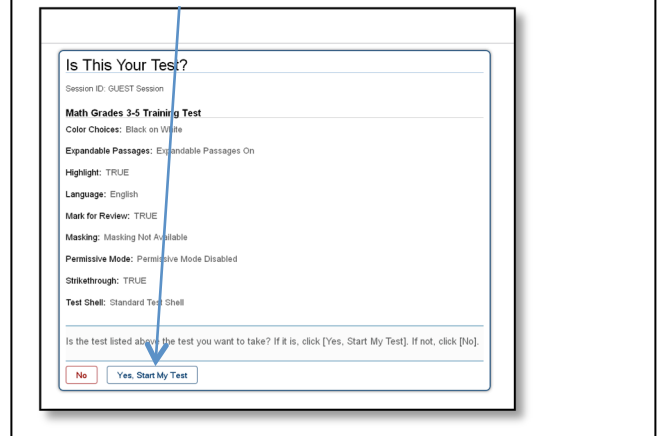 Is This Your Test?
Session ID: GUEST Session
Math Grades 3-5 Training Test
Color Choices: Black on White
Expandable Passages: Expandable Passages On
Highlight: TRUE
Language: English
Mark for Review: TRUE
Masking: Masking Not Available
Permissive Mode: Permissive Mode Disabled
Strikethrough: TRUE
Test Shell: Standard Test Shell
Is the test listed above the test you want to take? If it is, click [Yes, Start My Test]. If not, click [No].
No Yes, Start My Test